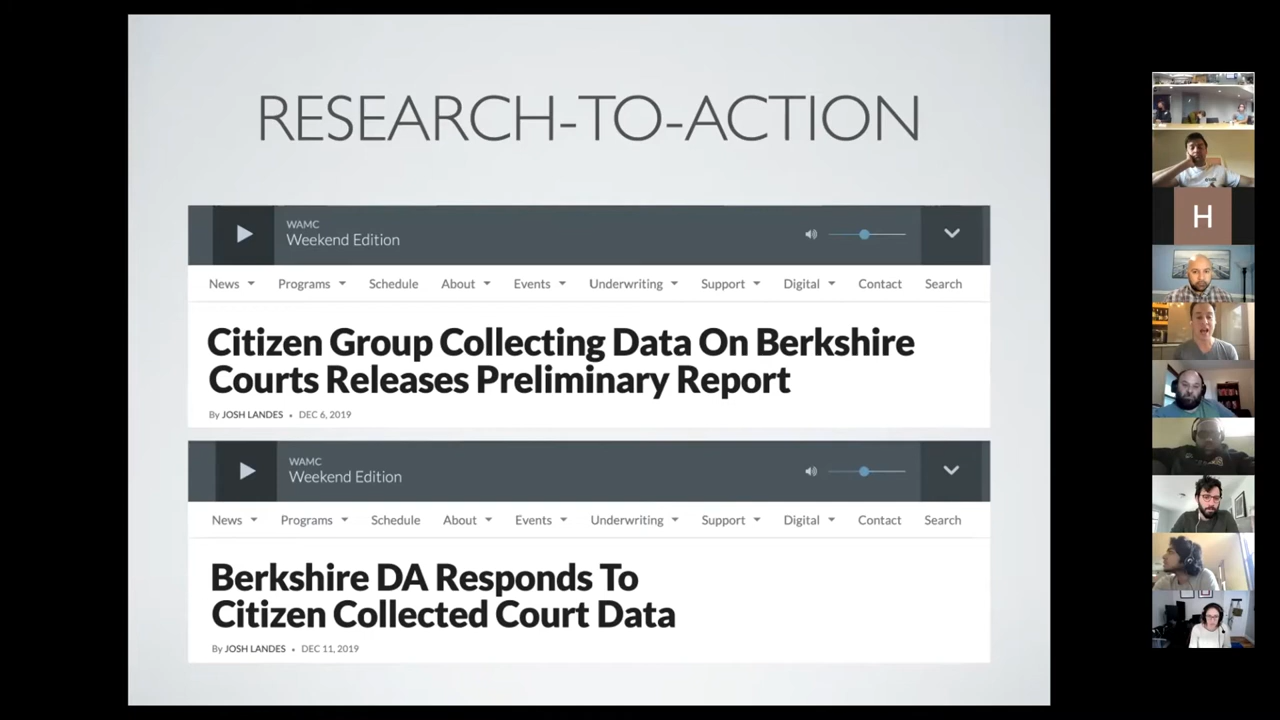 RESEARCH-TO-ACTION
WAMC
Weekend Edition
News Programs Schedule About Events Underwriting Support Digital Contact Search
Citizen Group Collecting Data On Berkshire
Courts Releases Preliminary Report
By JOSH LANDES • DEC 6, 2019
WAMC
Weekend Edition
News Programs Schedule About Events Underwriting Support Digital Contact Search
Berkshire DA Responds To
Citizen Collected Court Data
By JOSH LANDES • DEC 11, 2019
H